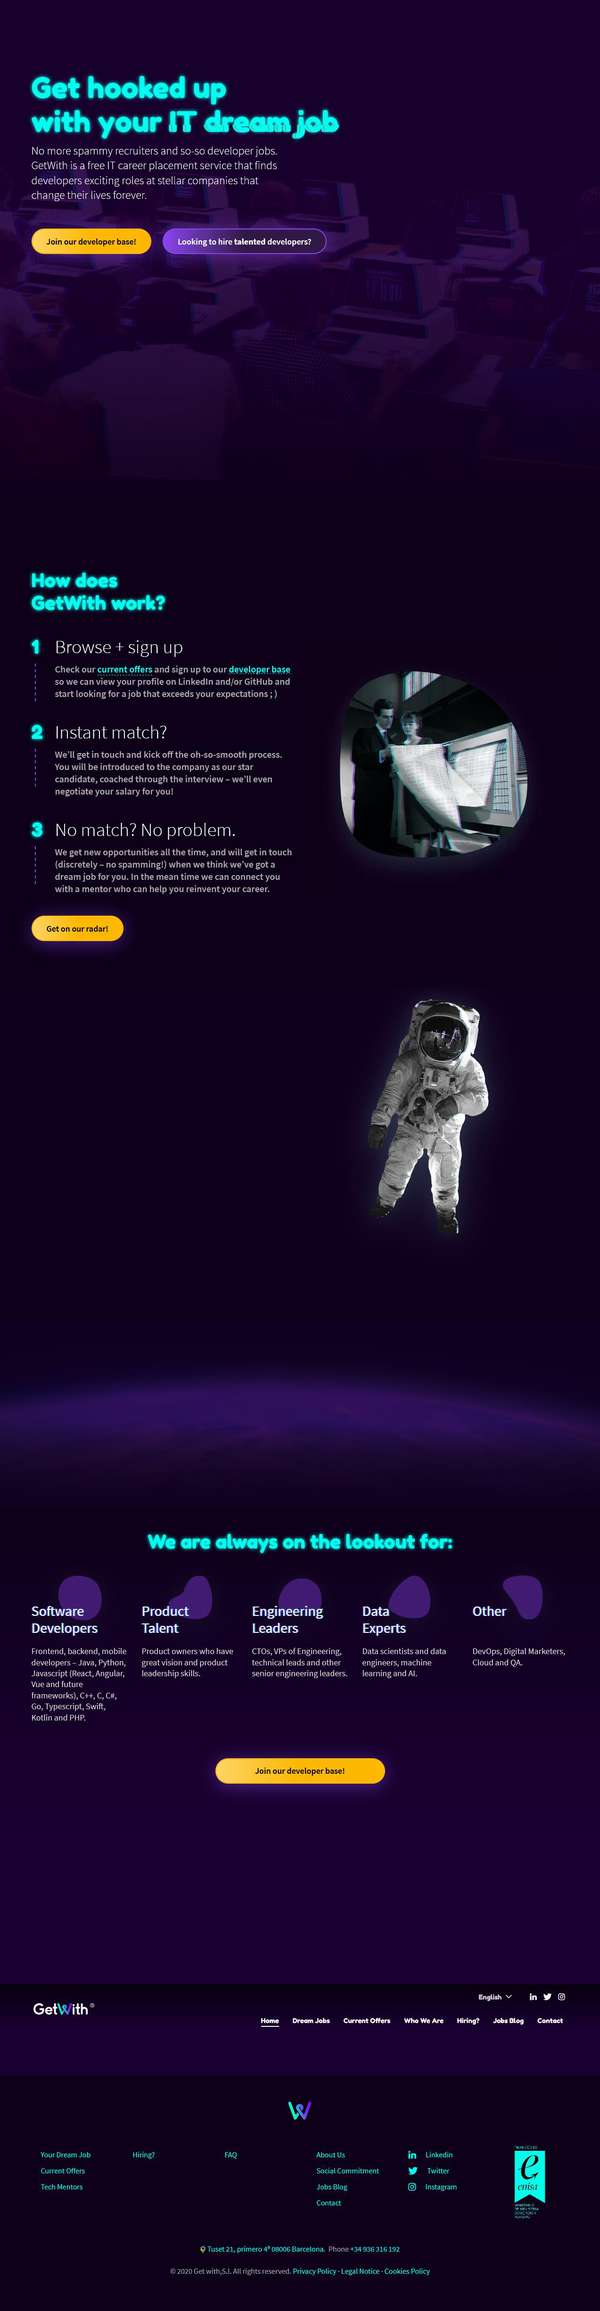 Get hooked up
with your IT dream job
No more spammy recruiters and so-so developer jobs.
GetWith is a free IT career placement service that finds
developers exciting roles at stellar companies that
change their lives forever.
Join our developer base!
Looking to hire talented developers?
How does
GetWith work?
1 Browse + sign up
Check our current offers and sign up to our developer base
so we can view your profile on LinkedIn and/or GitHub and
start looking for a job that exceeds your expectations ; )
2 Instant match?
We'll get in touch and kick off the oh-so-smooth process.
You will be introduced to the company as our star
candidate, coached through the interview – we'll even
negotiate your salary for you!
3 No match? No problem.
We get new opportunities all the time, and will get in touch
(discretely – no spamming!) when we think we've got a
dream job for you. In the mean time we can connect you
with a mentor who can help you reinvent your career.
Get on our radar!
We are always on the lookout for:
Software
Developers
Frontend, backend, mobile
developers – Java, Python,
Javascript (React, Angular,
Vue and future
frameworks), C++, C, C#,
Go, Typescript, Swift,
Kotlin and PHP.
Product
Talent
Product owners who have
great vision and product
leadership skills.
Engineering
Leaders
CTOs, VPs of Engineering,
technical leads and other
senior engineering leaders.
Data
Experts
Data scientists and data
engineers, machine
learning and AI.
Other
DevOps, Digital Marketers,
Cloud and QA.
Join our developer base!
English
GetWith®
Home Dream Jobs Current Offers Who We Are Hiring? Jobs Blog Contact
Your Dream Job
Current Offers
Tech Mentors
Hiring?
FAQ
About Us
Social Commitment
Jobs Blog
Contact
Linkedin
Twitter
Instagram
enisa
Tuset 21, primero 4ª 08006 Barcelona. Phone +34 936 316 192
© 2020 Get with,S.l. All rights reserved. Privacy Policy - Legal Notice - Cookies Policy